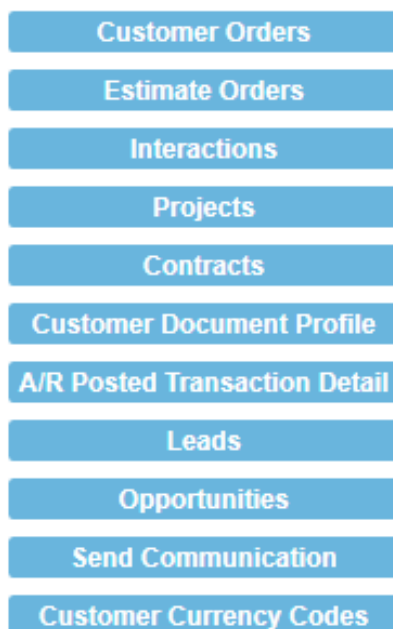 Customer Orders
Estimate Orders
Interactions
Projects
Contracts
Customer Document Profile
A/R Posted Transaction Detail
Leads
Opportunities
Send Communication
Customer Currency Codes